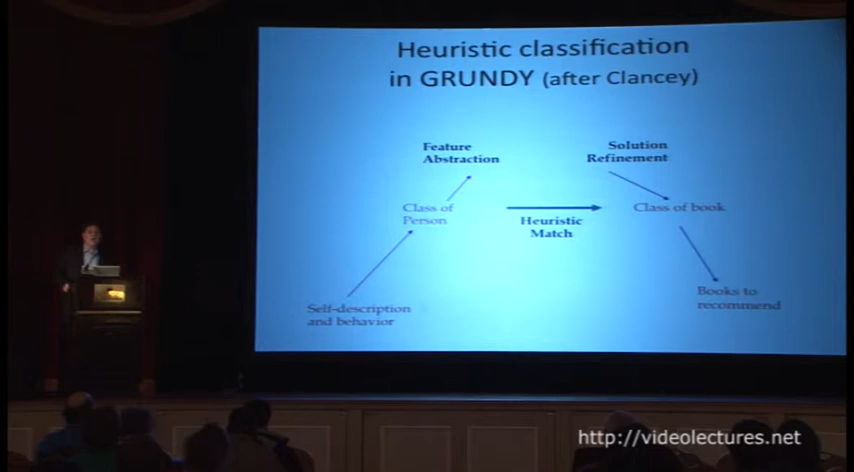 Heuristic classification
in GRUNDY (after Clancey)
Feature
Abstraction
Solution
Refinement
Class of
Person
Heuristic
Match
Class of book
Self-description
and behavior
Books to
recommend
http://videolectures.net